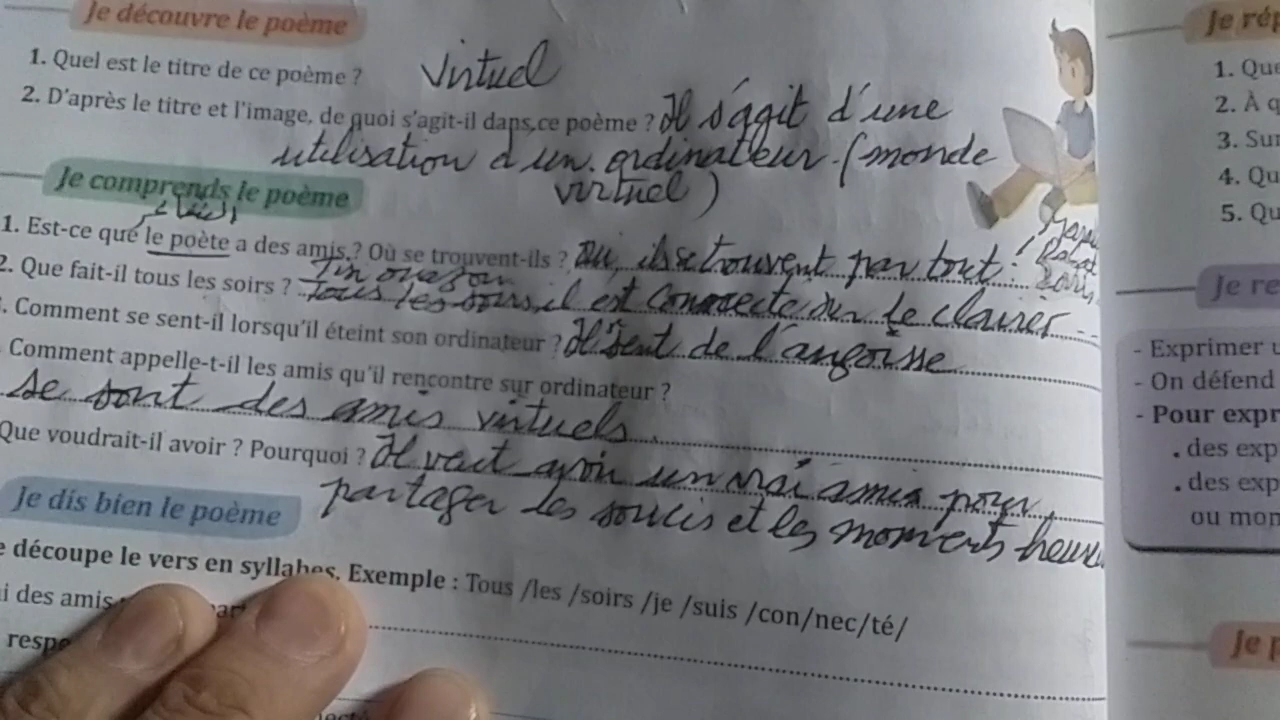 Je découvre le poème
1. Quel est le titre de ce poème ? Virtuel
2. D'après le titre et l'image, de quoi s'agit-il dans ce poème ? Il s'agit d'une
utilisation d'un ordinateur. (monde
virtuel)
Je comprends le poème
1. Est-ce que le poète a des amis ? Où se trouvent-ils ? Oui, ils se trouvent par tout :
2. Que fait-il tous les soirs ?
Tous les soirs, il est connecte sur le clavier
. Comment se sent-il lorsqu'il éteint son ordinateur ? Il sent de l'angoisse
Comment appelle-t-il les amis qu'il rencontre sur ordinateur ?
se sont des amis virtuels.
Que voudrait-il avoir ? Pourquoi ? Il veut avoir un vrai amis pour
partager les soucis et les moments heure
Je dis bien le poème
e découpe le vers en syllabes. Exemple : Tous /les /soirs /je /suis /con/nec/té/
i des amis
respe
Je rép
1. Que
2. À q
3. Sur
4. Qu
5. Qu
Je re
- Exprimer u
- On défend
- Pour expr
. des exp
. des exp
ou mon
Je p